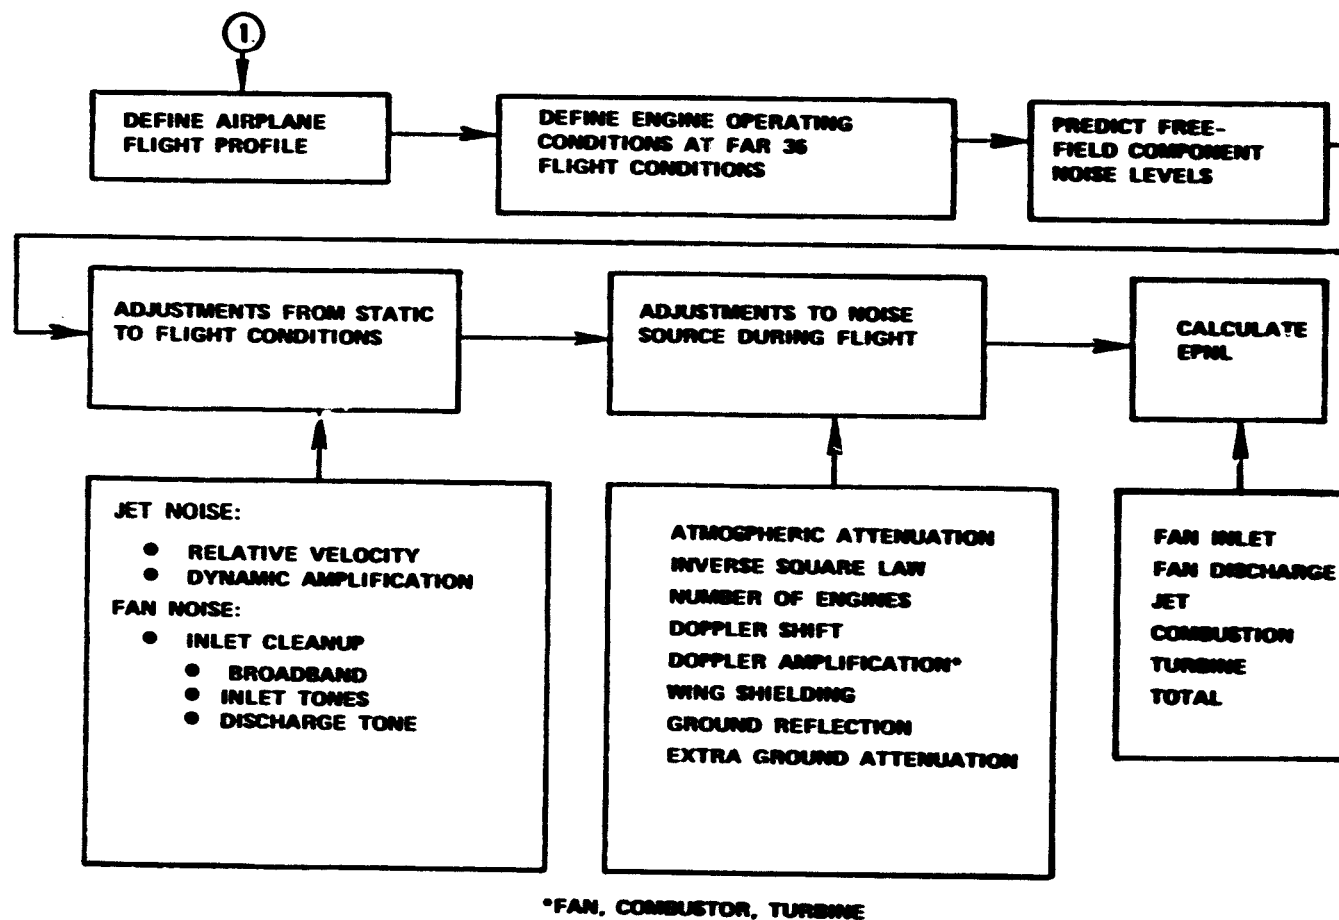 1
DEFINE AIRPLANE
FLIGHT PROFILE
DEFINE ENGINE OPERATING
CONDITIONS AT FAR 36
FLIGHT CONDITIONS
PREDICT FREE-
FIELD COMPONENT
NOISE LEVELS
ADJUSTMENTS FROM STATIC
TO FLIGHT CONDITIONS
ADJUSTMENTS TO NOISE
SOURCE DURING FLIGHT
CALCULATE
EPNL
JET NOISE:
● RELATIVE VELOCITY
● DYNAMIC AMPLIFICATION
FAN NOISE:
● INLET CLEANUP
● BROADBAND
● INLET TONES
● DISCHARGE TONE
ATMOSPHERIC ATTENUATION
INVERSE SQUARE LAW
NUMBER OF ENGINES
DOPPLER SHIFT
DOPPLER AMPLIFICATION*
WING SHIELDING
GROUND REFLECTION
EXTRA GROUND ATTENUATION
FAN INLET
FAN DISCHARGE
JET
COMBUSTION
TURBINE
TOTAL
*FAN, COMBUSTOR, TURBINE